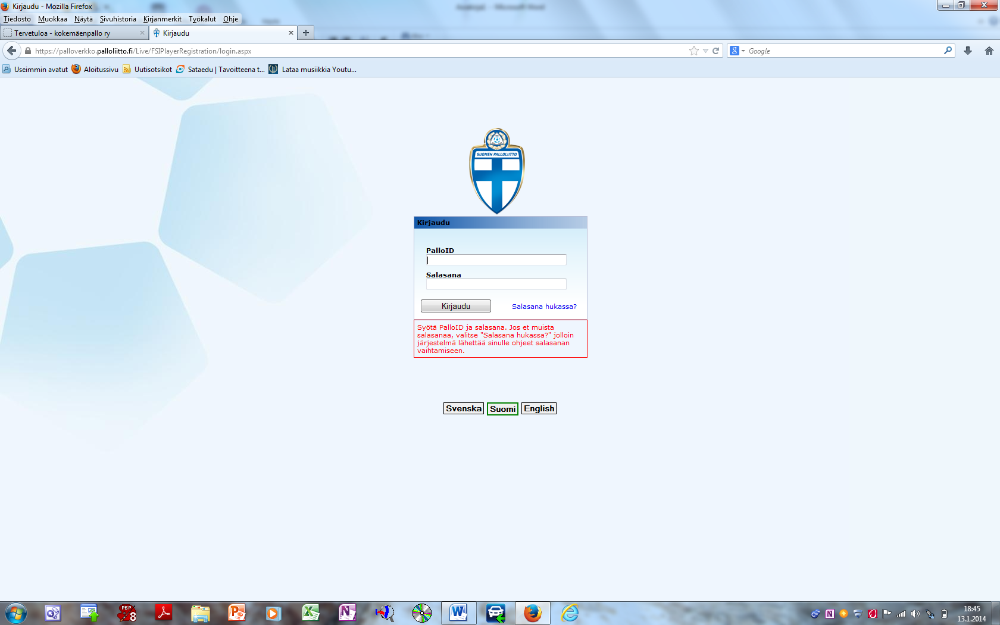 Kirjaudu - Mozilla Firefox
Tiedosto Muokkaa Näytä Sivuhistoria Kirjanmerkit Työkalut Ohje
Tervetuloa - kokemäenpallo ry
Kirjaudu
https://palloverkko.palloliitto.fi/Live/FSIPlayerRegistration/login.aspx
Google
Useimmin avatut Aloitussivu Uutisotsikot Sataedu | Tavoitteena t... Lataa musiikkia Youtu...
SUOMEN PALLOLIITTO
Kirjaudu
PalloID
Salasana
Kirjaudu
Salasana hukassa?
Syötä PalloID ja salasana. Jos et muista
salasanaa, valitse "Salasana hukassa?" jolloin
järjestelmä lähettää sinulle ohjeet salasanan
vaihtamiseen.
Svenska Suomi English
PSP 8
18:45
13.1.2014